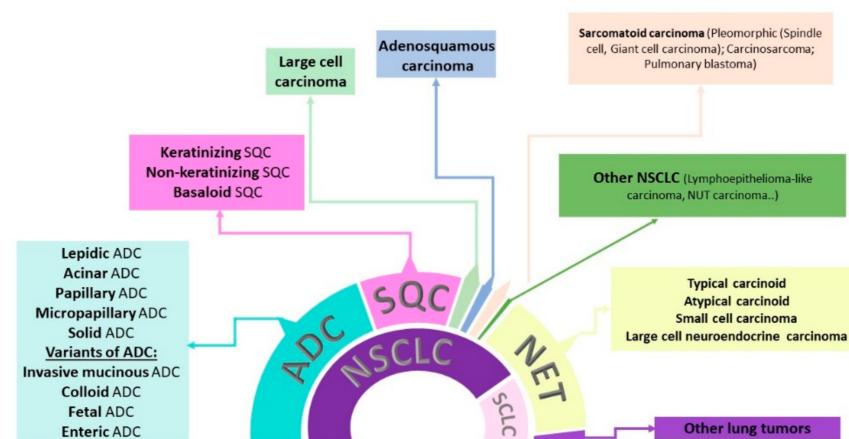 Large cell
carcinoma
Adenosquamous
carcinoma
Sarcomatoid carcinoma (Pleomorphic (Spindle
cell, Giant cell carcinoma); Carcinosarcoma;
Pulmonary blastoma)
Keratinizing SQC
Non-keratinizing SQC
Basaloid SQC
Other NSCLC (Lymphoepithelioma-like
carcinoma, NUT carcinoma..)
Lepidic ADC
Acinar ADC
Papillary ADC
Micropapillary ADC
Solid ADC
Variants of ADC:
Invasive mucinous ADC
Colloid ADC
Fetal ADC
Enteric ADC
Typical carcinoid
Atypical carcinoid
Small cell carcinoma
Large cell neuroendocrine carcinoma
ADC
SQC
NET
NSCLC
SCLC
Other lung tumors